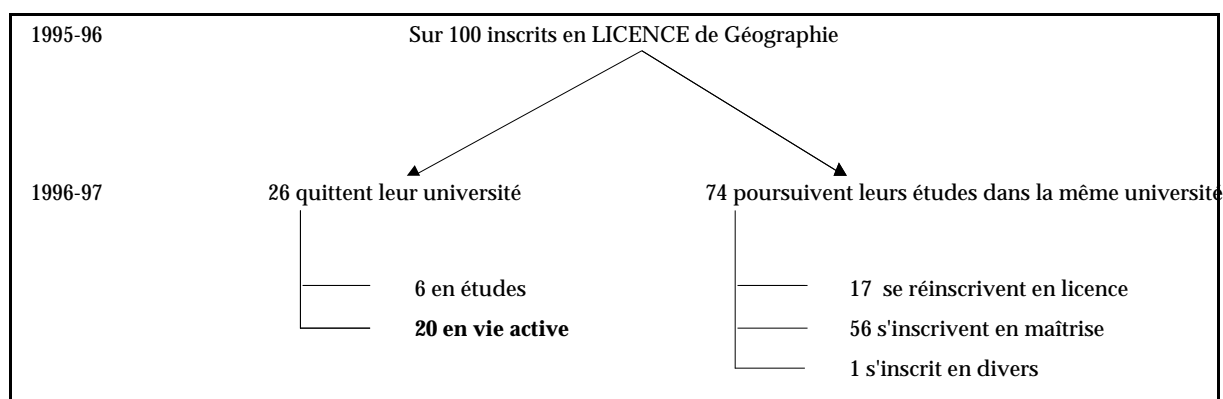 1995-96 Sur 100 inscrits en LICENCE de Géographie
1996-97 26 quittent leur université 74 poursuivent leurs études dans la même université
6 en études 17 se réinscrivent en licence
20 en vie active 56 s'inscrivent en maîtrise
1 s'inscrit en divers